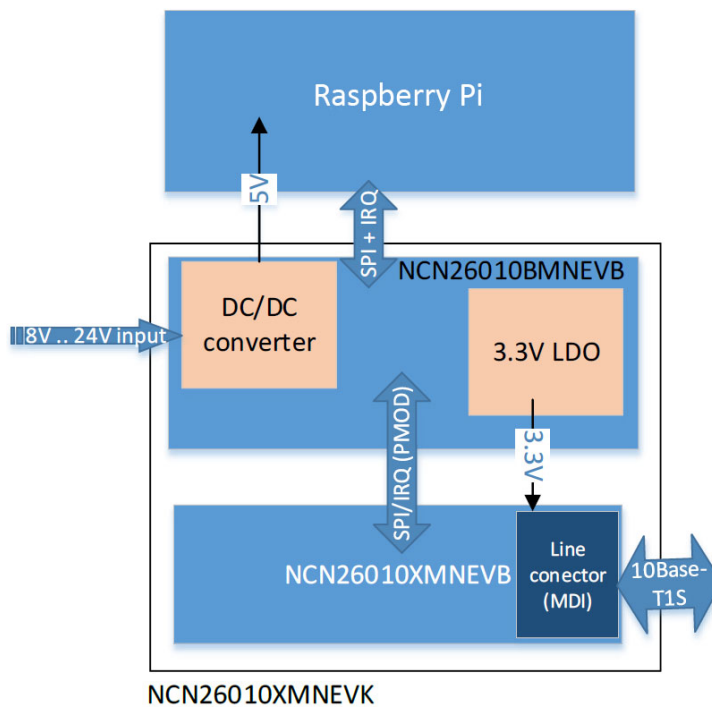 Raspberry Pi
5V
SPI + IRQ
NCN26010BMNEVB
DC/DC
converter
8V .. 24V input
3.3V LDO
3.3V
SPI/IRQ (PMOD)
NCN26010XMNEVB
Line
conector
(MDI)
10Base-
T1S
NCN26010XMNEVK